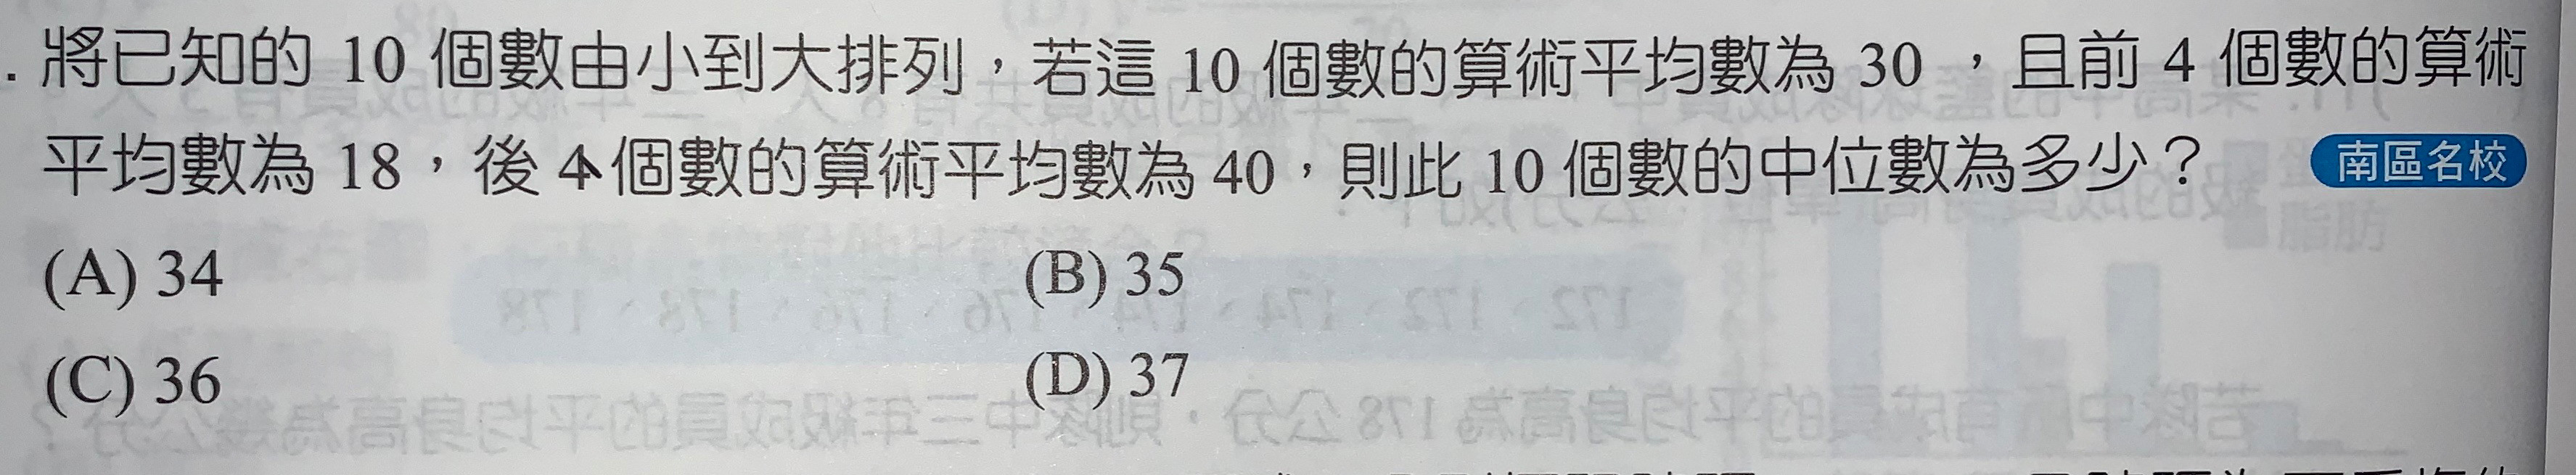 . 將已知的 10 個數由小到大排列，若這 10 個數的算術平均數為 30 ，且前 4 個數的算術
平均數為 18，後 4 個數的算術平均數為 40，則此 10 個數的中位數為多少？ 南區名校
(A) 34 (B) 35
(C) 36 (D) 37